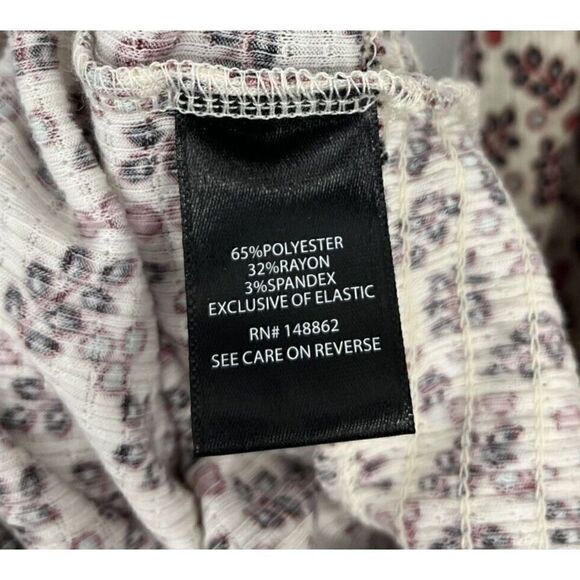 65%POLYESTER
32%RAYON
3%SPANDEX
EXCLUSIVE OF ELASTIC
RN# 148862
SEE CARE ON REVERSE